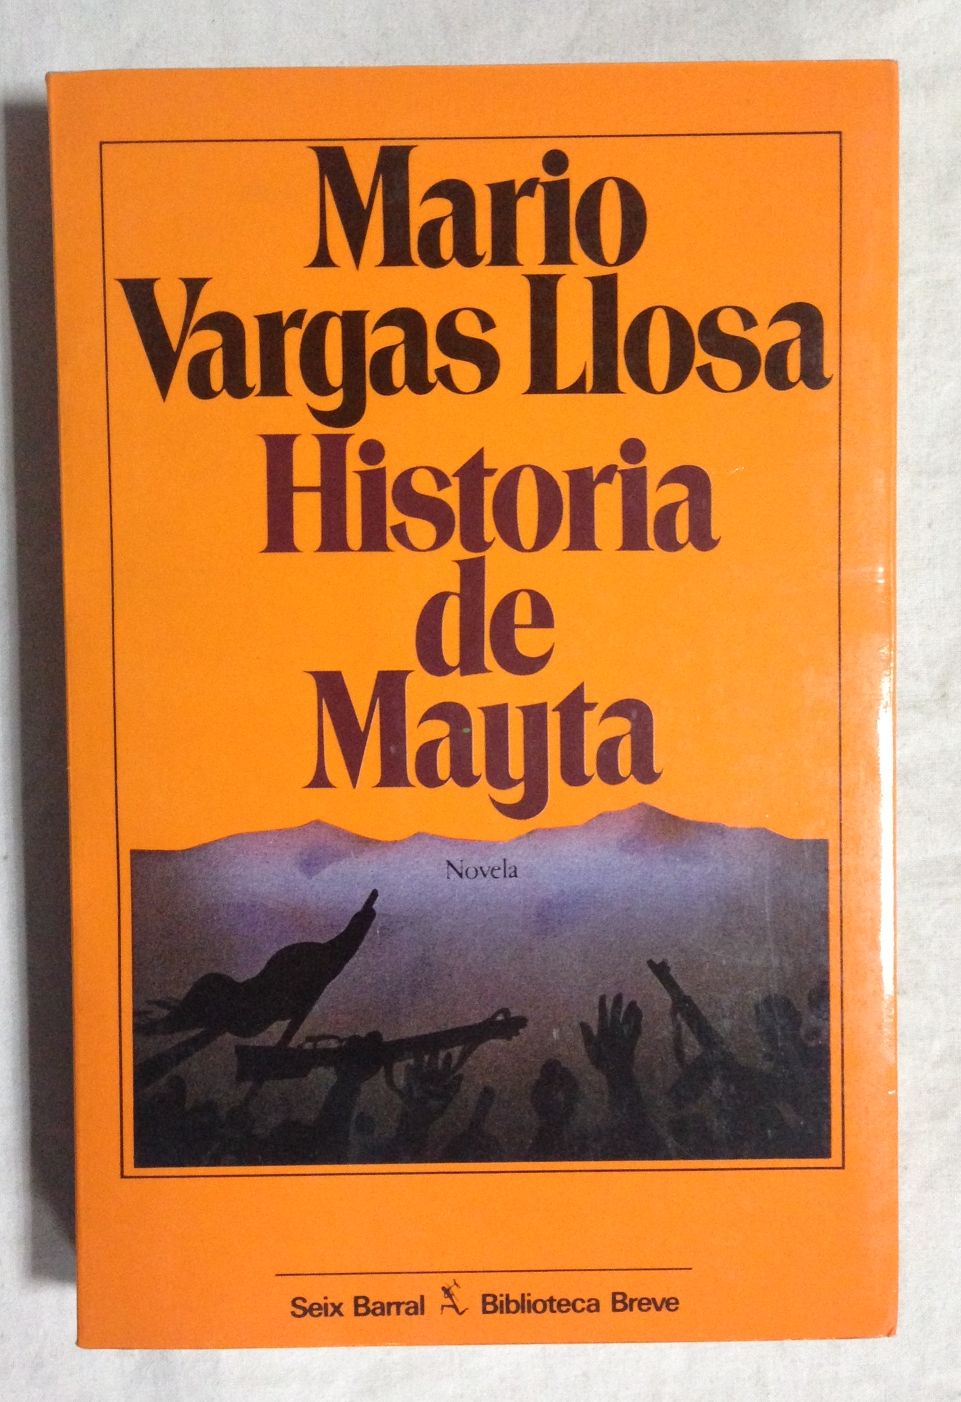 Mario
Vargas Llosa
Historia
de
Mayta
Novela
Seix Barral Biblioteca Breve